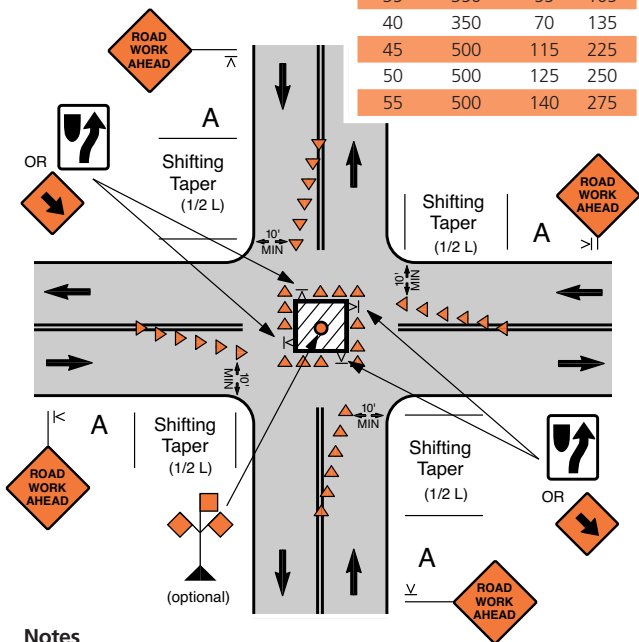 40 350 70 135
45 500 115 225
50 500 125 250
55 500 140 275
ROAD
WORK
AHEAD
A
OR
Shifting
Taper
(1/2 L)
10'
MIN
Shifting
Taper
(1/2 L)
A
ROAD
WORK
AHEAD
10'
MIN
10'
MIN
A
Shifting
Taper
(1/2 L)
ROAD
WORK
AHEAD
10'
MIN
Shifting
Taper
(1/2 L)
OR
A
ROAD
WORK
AHEAD
(optional)
Notes